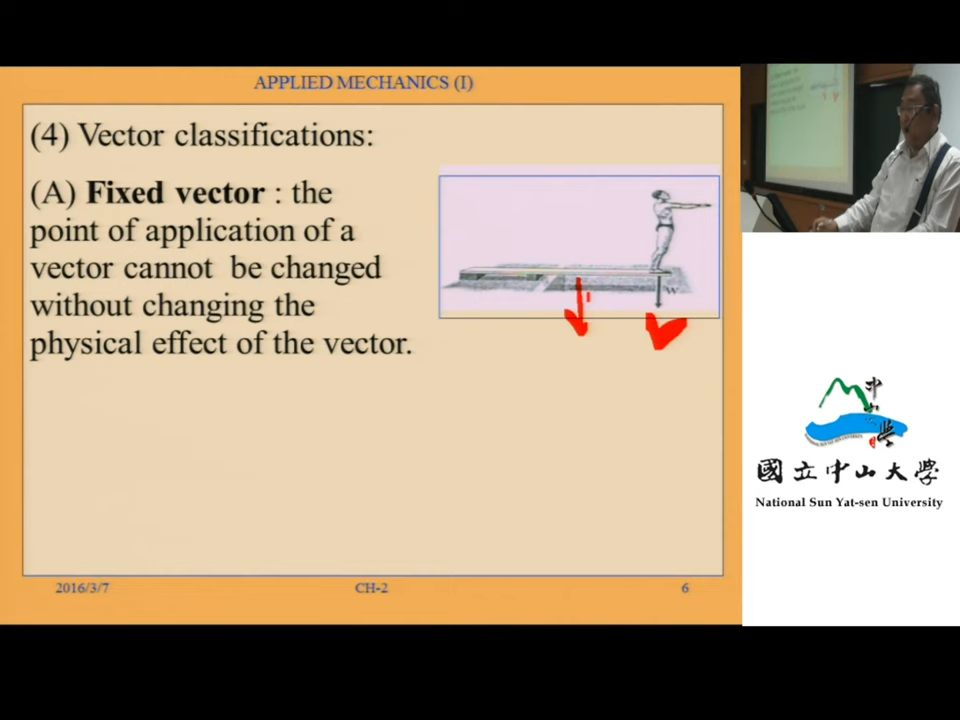 APPLIED MECHANICS (I)
(4) Vector classifications:
(A) Fixed vector : the
point of application of a
vector cannot be changed
without changing the
physical effect of the vector.
W
2016/3/7
CH-2
6
國立中山大學
National Sun Yat-sen University